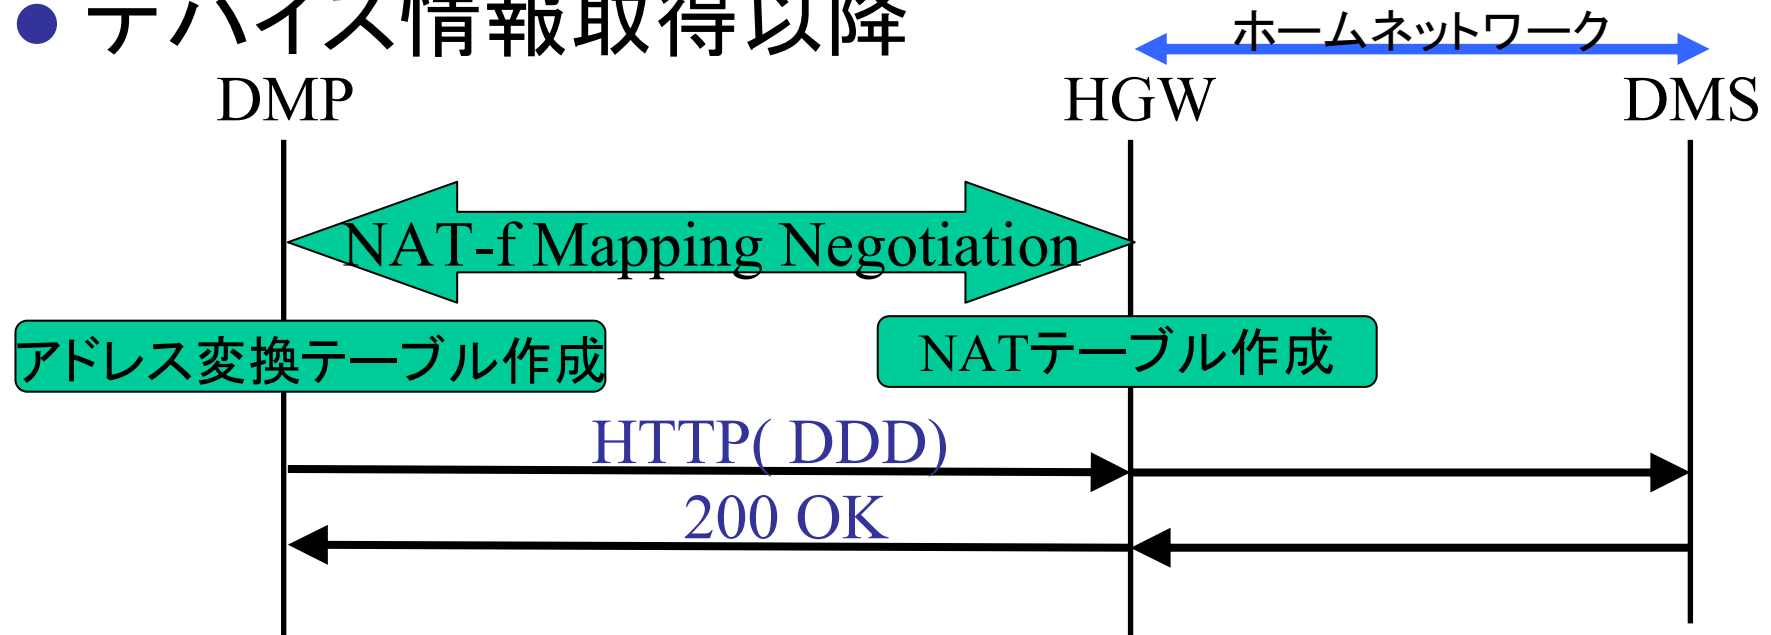 ● デバイス情報取得以降
ホームネットワーク
DMP HGW DMS
NAT-f Mapping Negotiation
アドレス変換テーブル作成
NATテーブル作成
HTTP( DDD)
200 OK